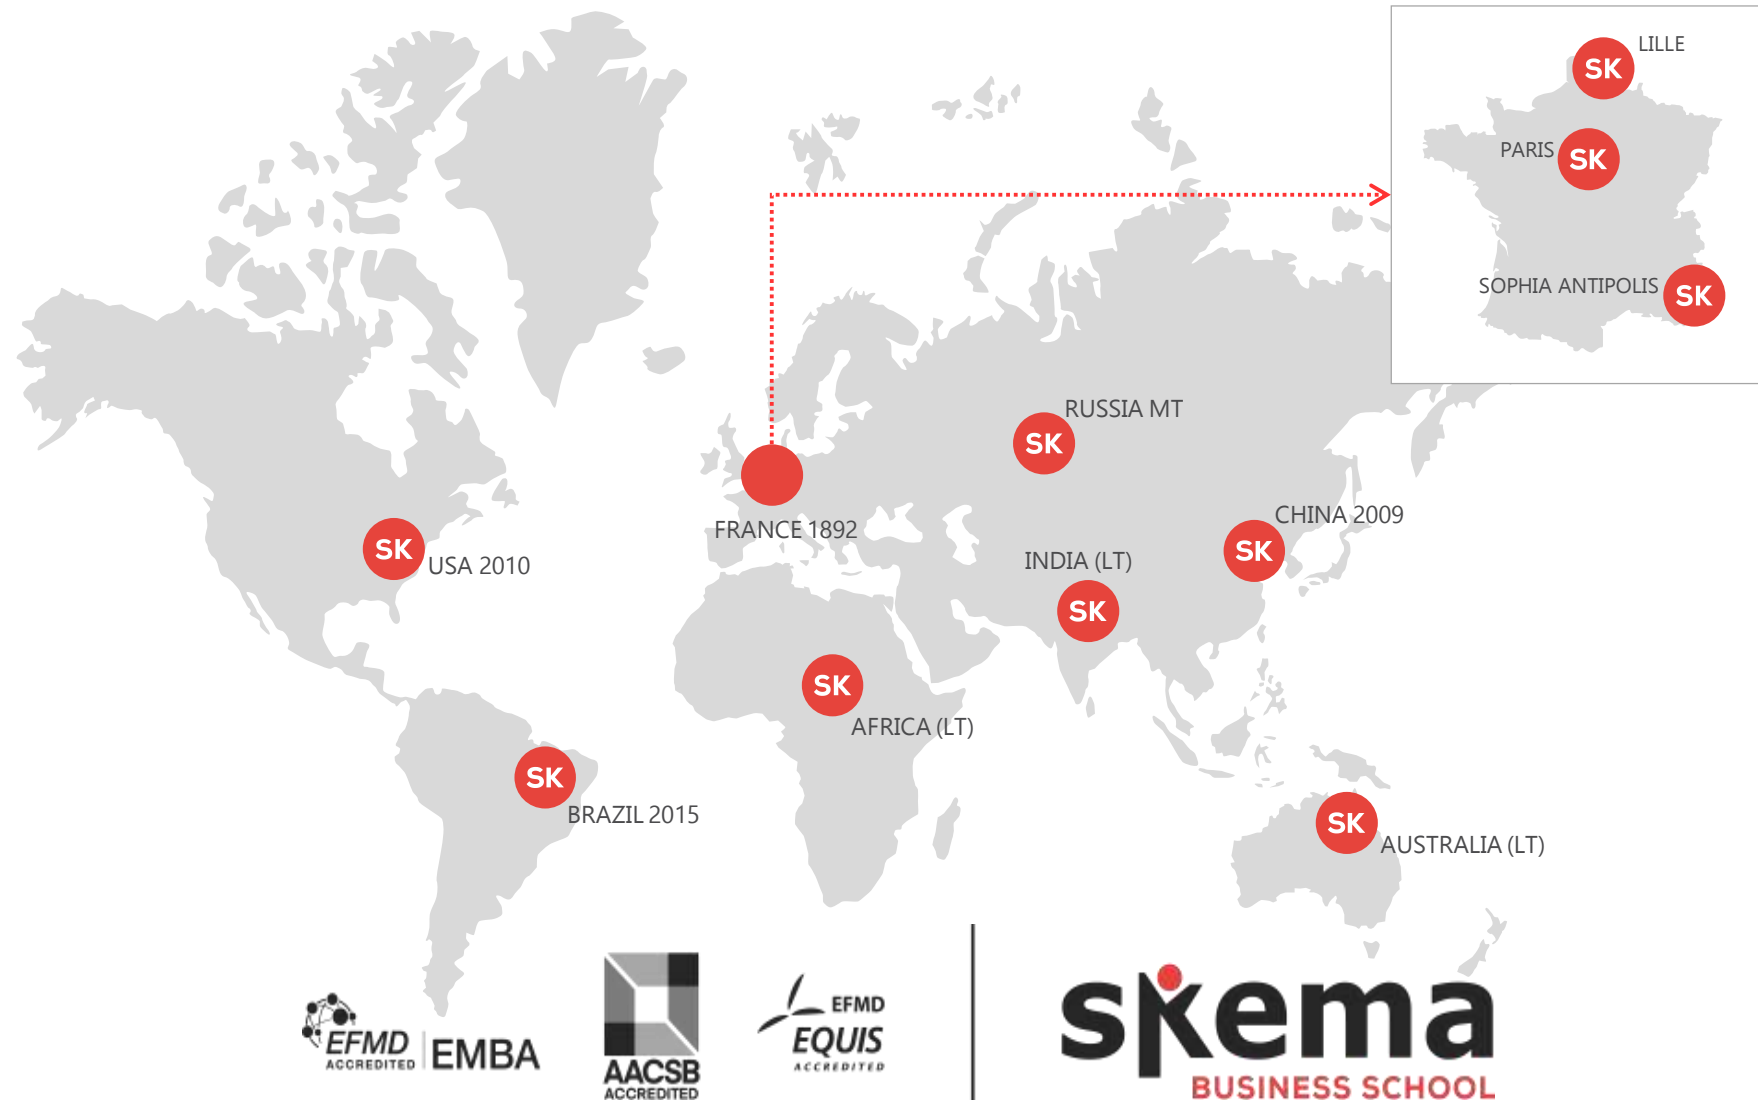 SK
LILLE
PARIS
SK
SOPHIA ANTIPOLIS
SK
RUSSIA MT
SK
FRANCE 1892
CHINA 2009
SK
SK
USA 2010
INDIA (LT)
SK
SK
AFRICA (LT)
SK
BRAZIL 2015
SK
AUSTRALIA (LT)
EFMD
ACCREDITED
EMBA
AACSB
ACCREDITED
EFMD
EQUIS
ACCREDITED
skema
BUSINESS SCHOOL